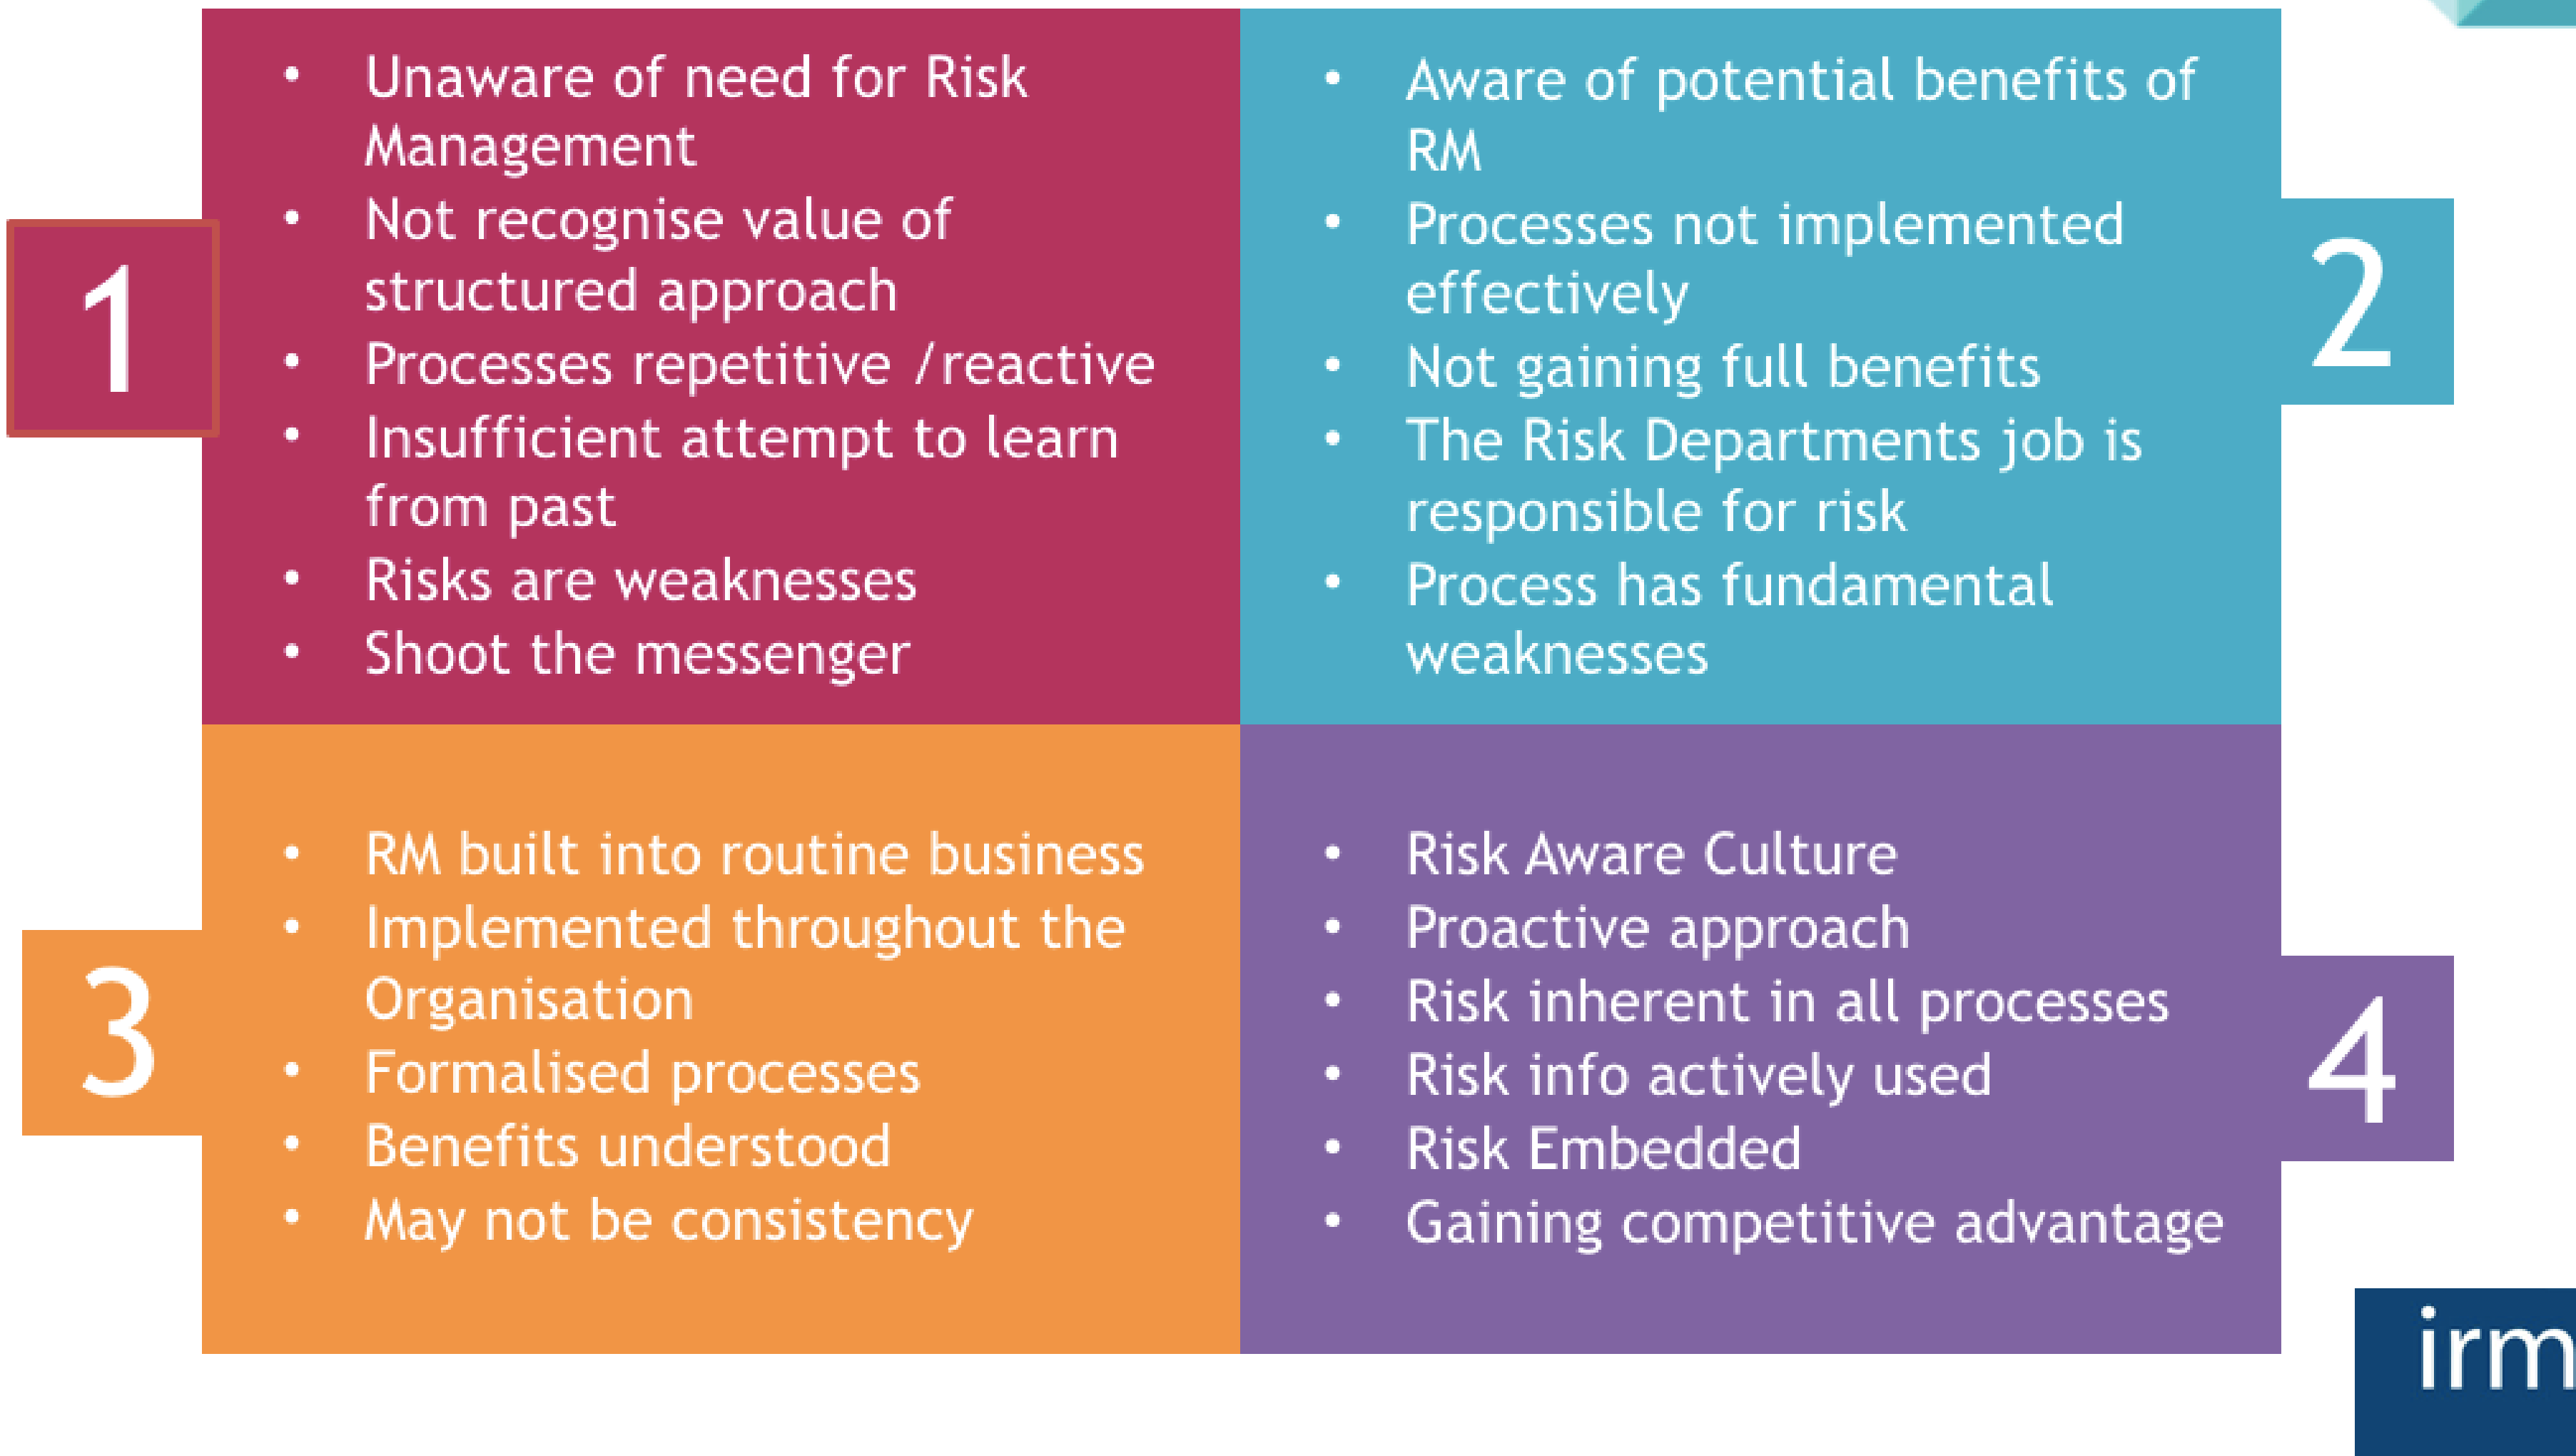 1
• Unaware of need for Risk
Management
• Not recognise value of
structured approach
• Processes repetitive /reactive
• Insufficient attempt to learn
from past
• Risks are weaknesses
• Shoot the messenger
2
• Aware of potential benefits of
RM
• Processes not implemented
effectively
• Not gaining full benefits
• The Risk Departments job is
responsible for risk
• Process has fundamental
weaknesses
3
• RM built into routine business
• Implemented throughout the
Organisation
• Formalised processes
• Benefits understood
• May not be consistency
4
• Risk Aware Culture
• Proactive approach
• Risk inherent in all processes
• Risk info actively used
• Risk Embedded
• Gaining competitive advantage
irm